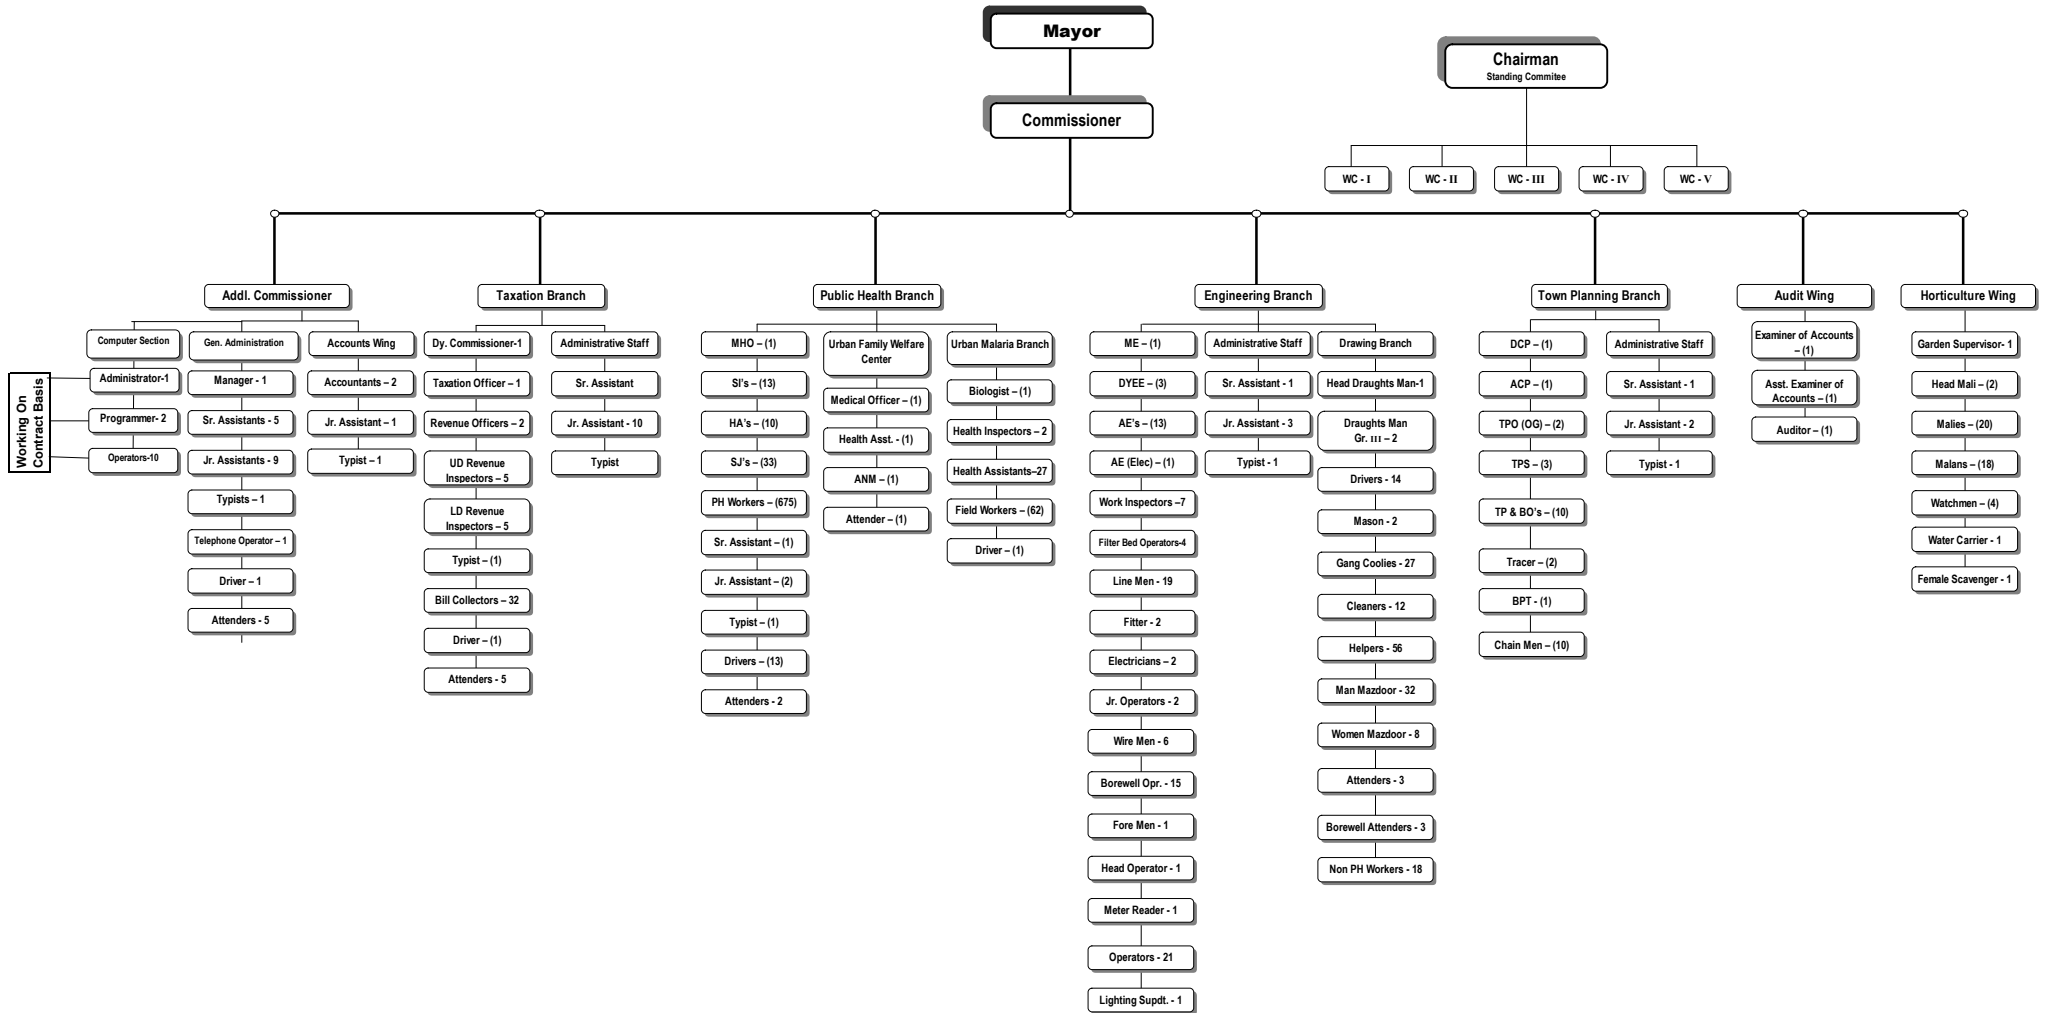 Mayor
Chairman
Standing Commitee
Commissioner
WC - I
WC - II
WC - III
WC - IV
WC - V
Addl. Commissioner
Taxation Branch
Public Health Branch
Engineering Branch
Town Planning Branch
Audit Wing
Horticulture Wing
Working On
Contract Basis
Computer Section
Administrator-1
Programmer- 2
Operators-10
Gen. Administration
Manager - 1
Sr. Assistants - 5
Jr. Assistants - 9
Typists – 1
Telephone Operator – 1
Driver – 1
Attenders - 5
Accounts Wing
Accountants – 2
Jr. Assistant – 1
Typist – 1
Dy. Commissioner-1
Taxation Officer – 1
Revenue Officers – 2
UD Revenue
Inspectors – 5
LD Revenue
Inspectors – 5
Typist – (1)
Bill Collectors – 32
Driver – (1)
Attenders - 5
Administrative Staff
Sr. Assistant
Jr. Assistant - 10
Typist
MHO – (1)
SI's – (13)
HA's – (10)
SJ's – (33)
PH Workers – (675)
Sr. Assistant – (1)
Jr. Assistant – (2)
Typist – (1)
Drivers – (13)
Attenders - 2
Urban Family Welfare
Center
Medical Officer – (1)
Health Asst. - (1)
ANM – (1)
Attender – (1)
Urban Malaria Branch
Biologist – (1)
Health Inspectors – 2
Health Assistants–27
Field Workers – (62)
Driver – (1)
ME – (1)
DYEE – (3)
AE's – (13)
AE (Elec) – (1)
Work Inspectors –7
Filter Bed Operators-4
Line Men - 19
Fitter - 2
Electricians – 2
Jr. Operators - 2
Wire Men - 6
Borewell Opr. - 15
Fore Men - 1
Head Operator - 1
Meter Reader - 1
Operators - 21
Lighting Supdt. - 1
Administrative Staff
Sr. Assistant - 1
Jr. Assistant - 3
Typist - 1
Drawing Branch
Head Draughts Man-1
Draughts Man
Gr. III – 2
Drivers - 14
Mason - 2
Gang Coolies - 27
Cleaners - 12
Helpers - 56
Man Mazdoor - 32
Women Mazdoor - 8
Attenders - 3
Borewell Attenders - 3
Non PH Workers - 18
DCP – (1)
ACP – (1)
TPO (OG) – (2)
TPS – (3)
TP & BO's – (10)
Tracer – (2)
BPT - (1)
Chain Men – (10)
Administrative Staff
Sr. Assistant - 1
Jr. Assistant - 2
Typist - 1
Examiner of Accounts
– (1)
Asst. Examiner of
Accounts – (1)
Auditor – (1)
Garden Supervisor- 1
Head Mali – (2)
Malies – (20)
Malans – (18)
Watchmen – (4)
Water Carrier - 1
Female Scavenger - 1